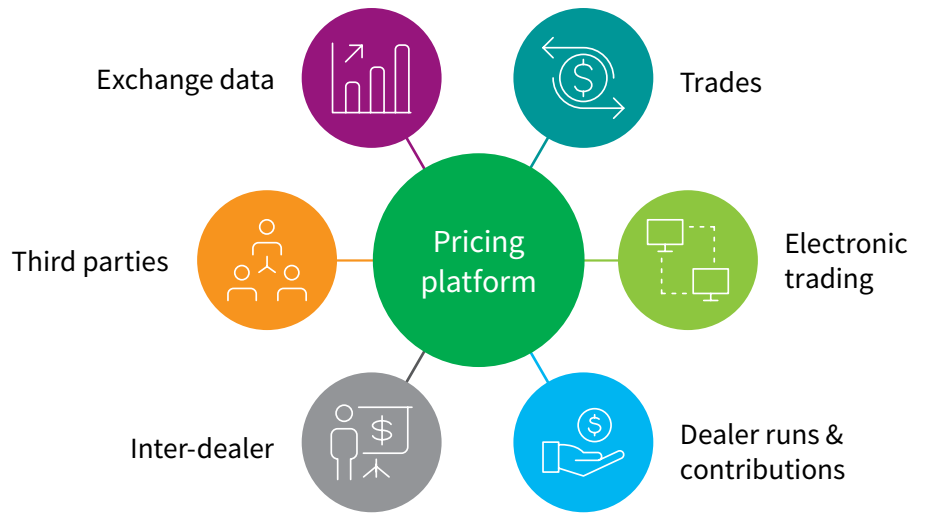 Exchange data
Trades
Pricing
platform
Third parties
Electronic
trading
Inter-dealer
Dealer runs &
contributions
$
$
$